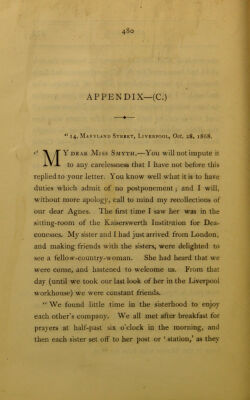 480
APPENDIX—(C.)
"14, Maryland Street, Liverpool, Oct. 28, 1868.
"MY DEAR MISS SMYTH.—You will not impute it
to any carelessness that I have not before this
replied to your letter. You know well what it is to have
duties which admit of no postponement; and I will,
without more apology, call to mind my recollections of
our dear Agnes. The first time I saw her was in the
sitting-room of the Kaiserswerth Institution for Dea-
conesses. My sister and I had just arrived from London,
and making friends with the sisters, were delighted to
see a fellow-country-woman. She had heard that we
were come, and hastened to welcome us. From that
day (until we took our last look of her in the Liverpool
workhouse) we were constant friends.
"We found little time in the sisterhood to enjoy
each other's company. We all met after breakfast for
prayers at half-past six o'clock in the morning, and
then each sister set off to her post or 'station,' as they